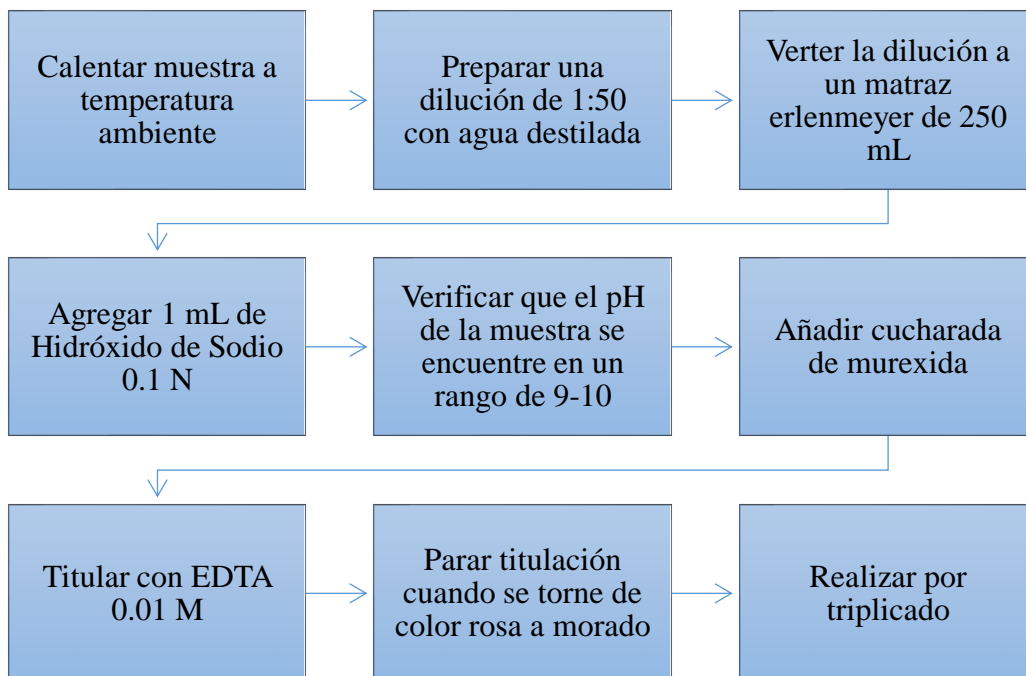 Calentar muestra a
temperatura
ambiente
Preparar una
dilución de 1:50
con agua destilada
Verter la dilución a
un matraz
erlenmeyer de 250
mL
Agregar 1 mL de
Hidróxido de Sodio
0.1 N
Verificar que el pH
de la muestra se
encuentre en un
rango de 9-10
Añadir cucharada
de murexida
Titular con EDTA
0.01 M
Parar titulación
cuando se torne de
color rosa a morado
Realizar por
triplicado